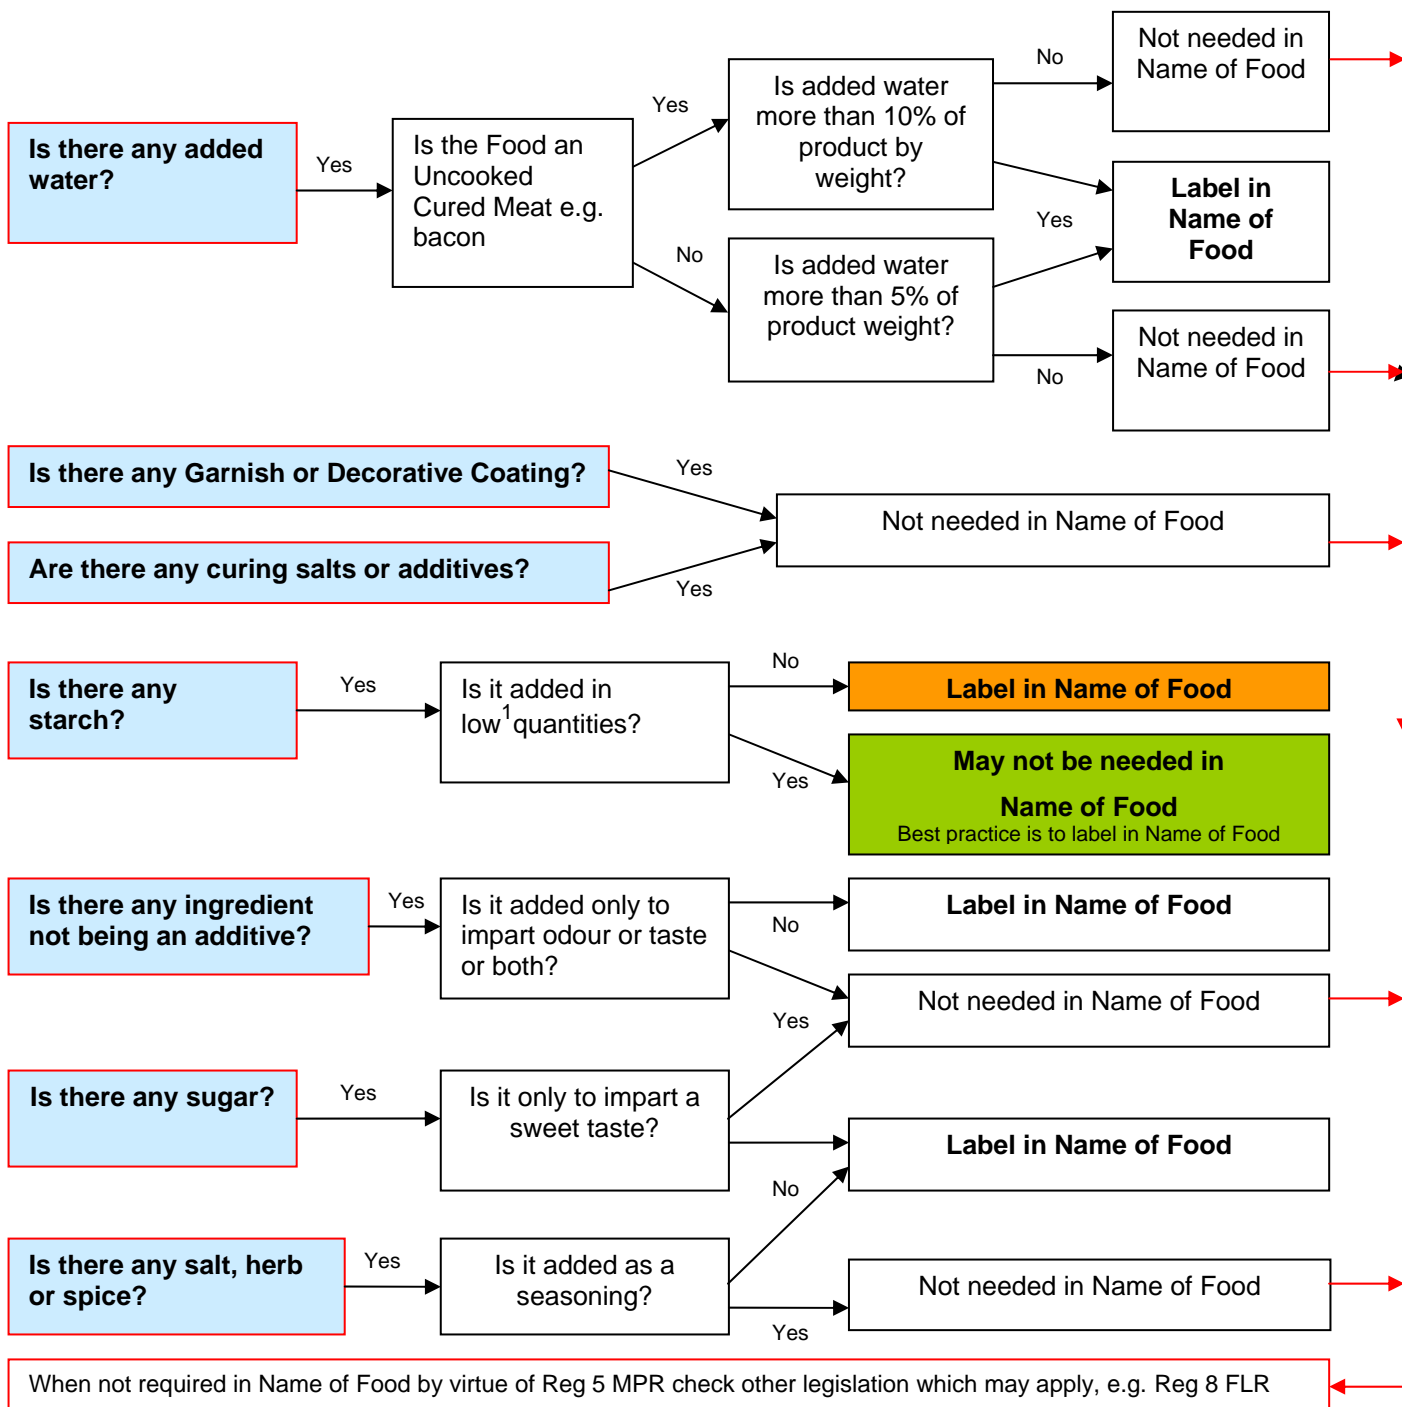 Is there any added
water?
Yes
Is the Food an
Uncooked
Cured Meat e.g.
bacon
Yes
No
Is added water
more than 10% of
product by
weight?
Is added water
more than 5% of
product weight?
No
Yes
No
Not needed in
Name of Food
Label in
Name of
Food
Not needed in
Name of Food
Is there any Garnish or Decorative Coating?
Yes
Are there any curing salts or additives?
Yes
Not needed in Name of Food
Is there any
starch?
Yes
Is it added in
low¹quantities?
No
Label in Name of Food
Yes
May not be needed in
Name of Food
Best practice is to label in Name of Food
Is there any ingredient
not being an additive?
Yes
Is it added only to
impart odour or taste
or both?
No
Label in Name of Food
Yes
Not needed in Name of Food
Is there any sugar?
Yes
Is it only to impart a
sweet taste?
No
Label in Name of Food
Is there any salt, herb
or spice?
Yes
Is it added as a
seasoning?
Yes
Not needed in Name of Food
When not required in Name of Food by virtue of Reg 5 MPR check other legislation which may apply, e.g. Reg 8 FLR